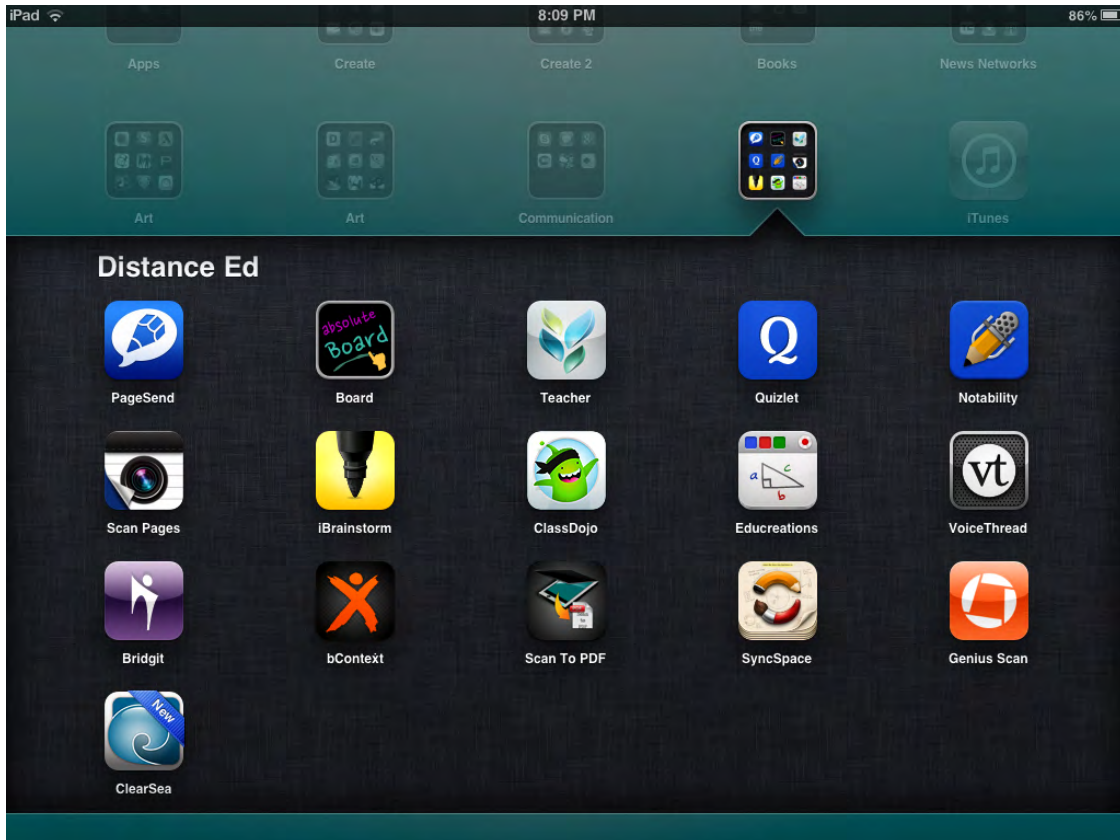 iPad 8:09 PM 86%
Apps Create Create 2 Books News Networks
Art Art Communication iTunes
Distance Ed
absolute
Board
Q
a c
b
vt
PageSend Board Teacher Quizlet Notability
Scan Pages iBrainstorm ClassDojo Educreations VoiceThread
Bridgit bContext Scan To PDF SyncSpace Genius Scan
New
ClearSea